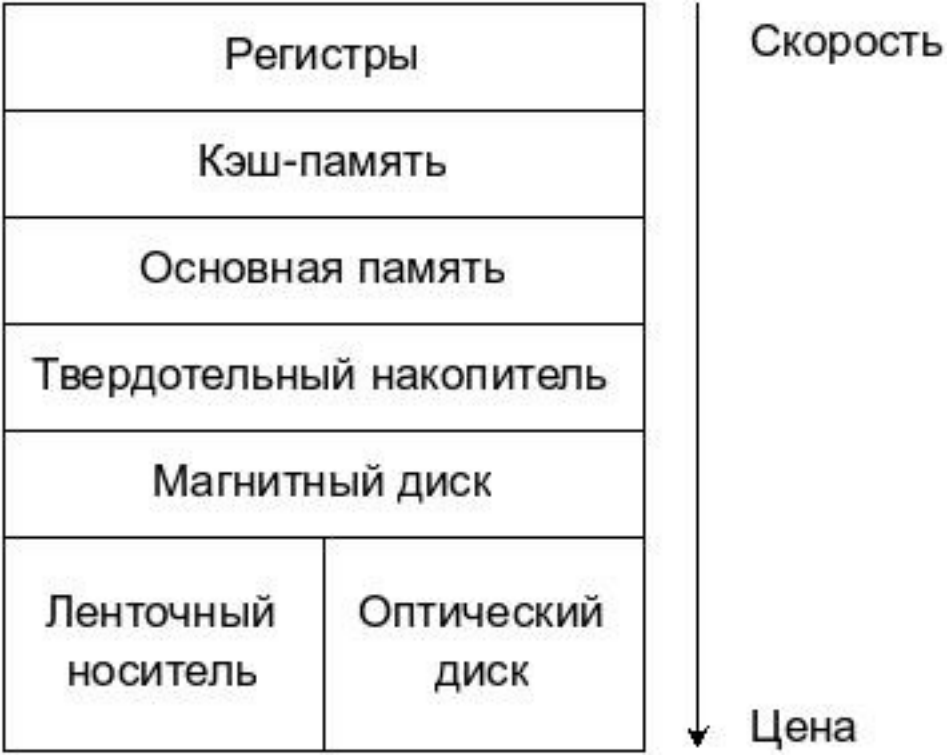 Регистры
Скорость
Кэш-память
Основная память
Твердотельный накопитель
Магнитный диск
Ленточный
носитель
Оптический
диск
Цена